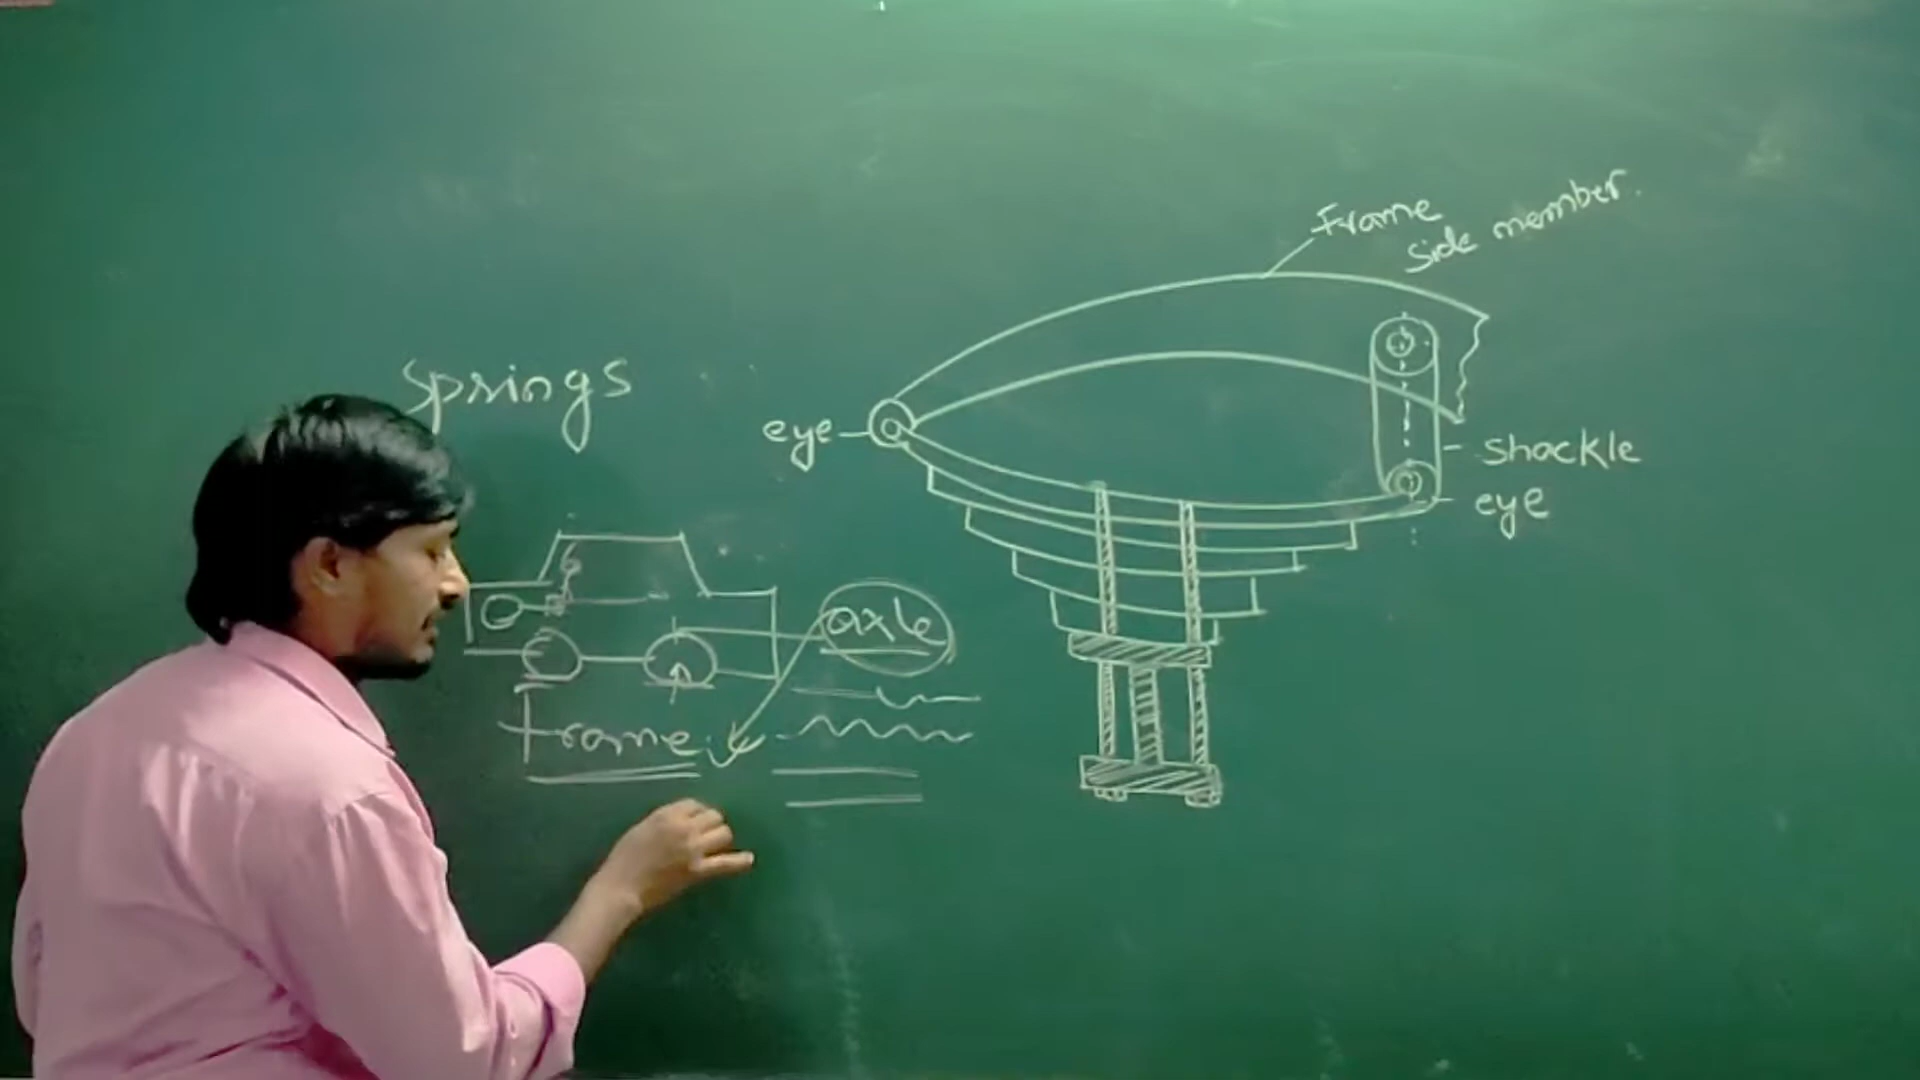 Frame
side member.
springs
eye
shackle
eye
axle
frame